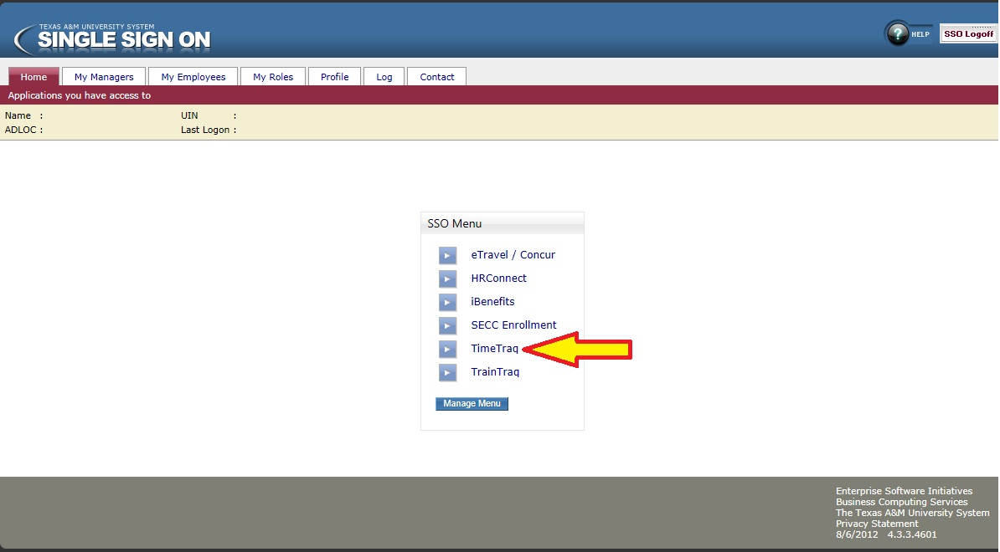 TEXAS A&M UNIVERSITY SYSTEM
SINGLE SIGN ON
? HELP
SSO Logoff
Home My Managers My Employees My Roles Profile Log Contact
Applications you have access to
Name : UIN :
ADLOC : Last Logon :
SSO Menu
eTravel / Concur
HRConnect
iBenefits
SECC Enrollment
TimeTraq
TrainTraq
Manage Menu
Enterprise Software Initiatives
Business Computing Services
The Texas A&M University System
Privacy Statement
8/6/2012 4.3.3.4601